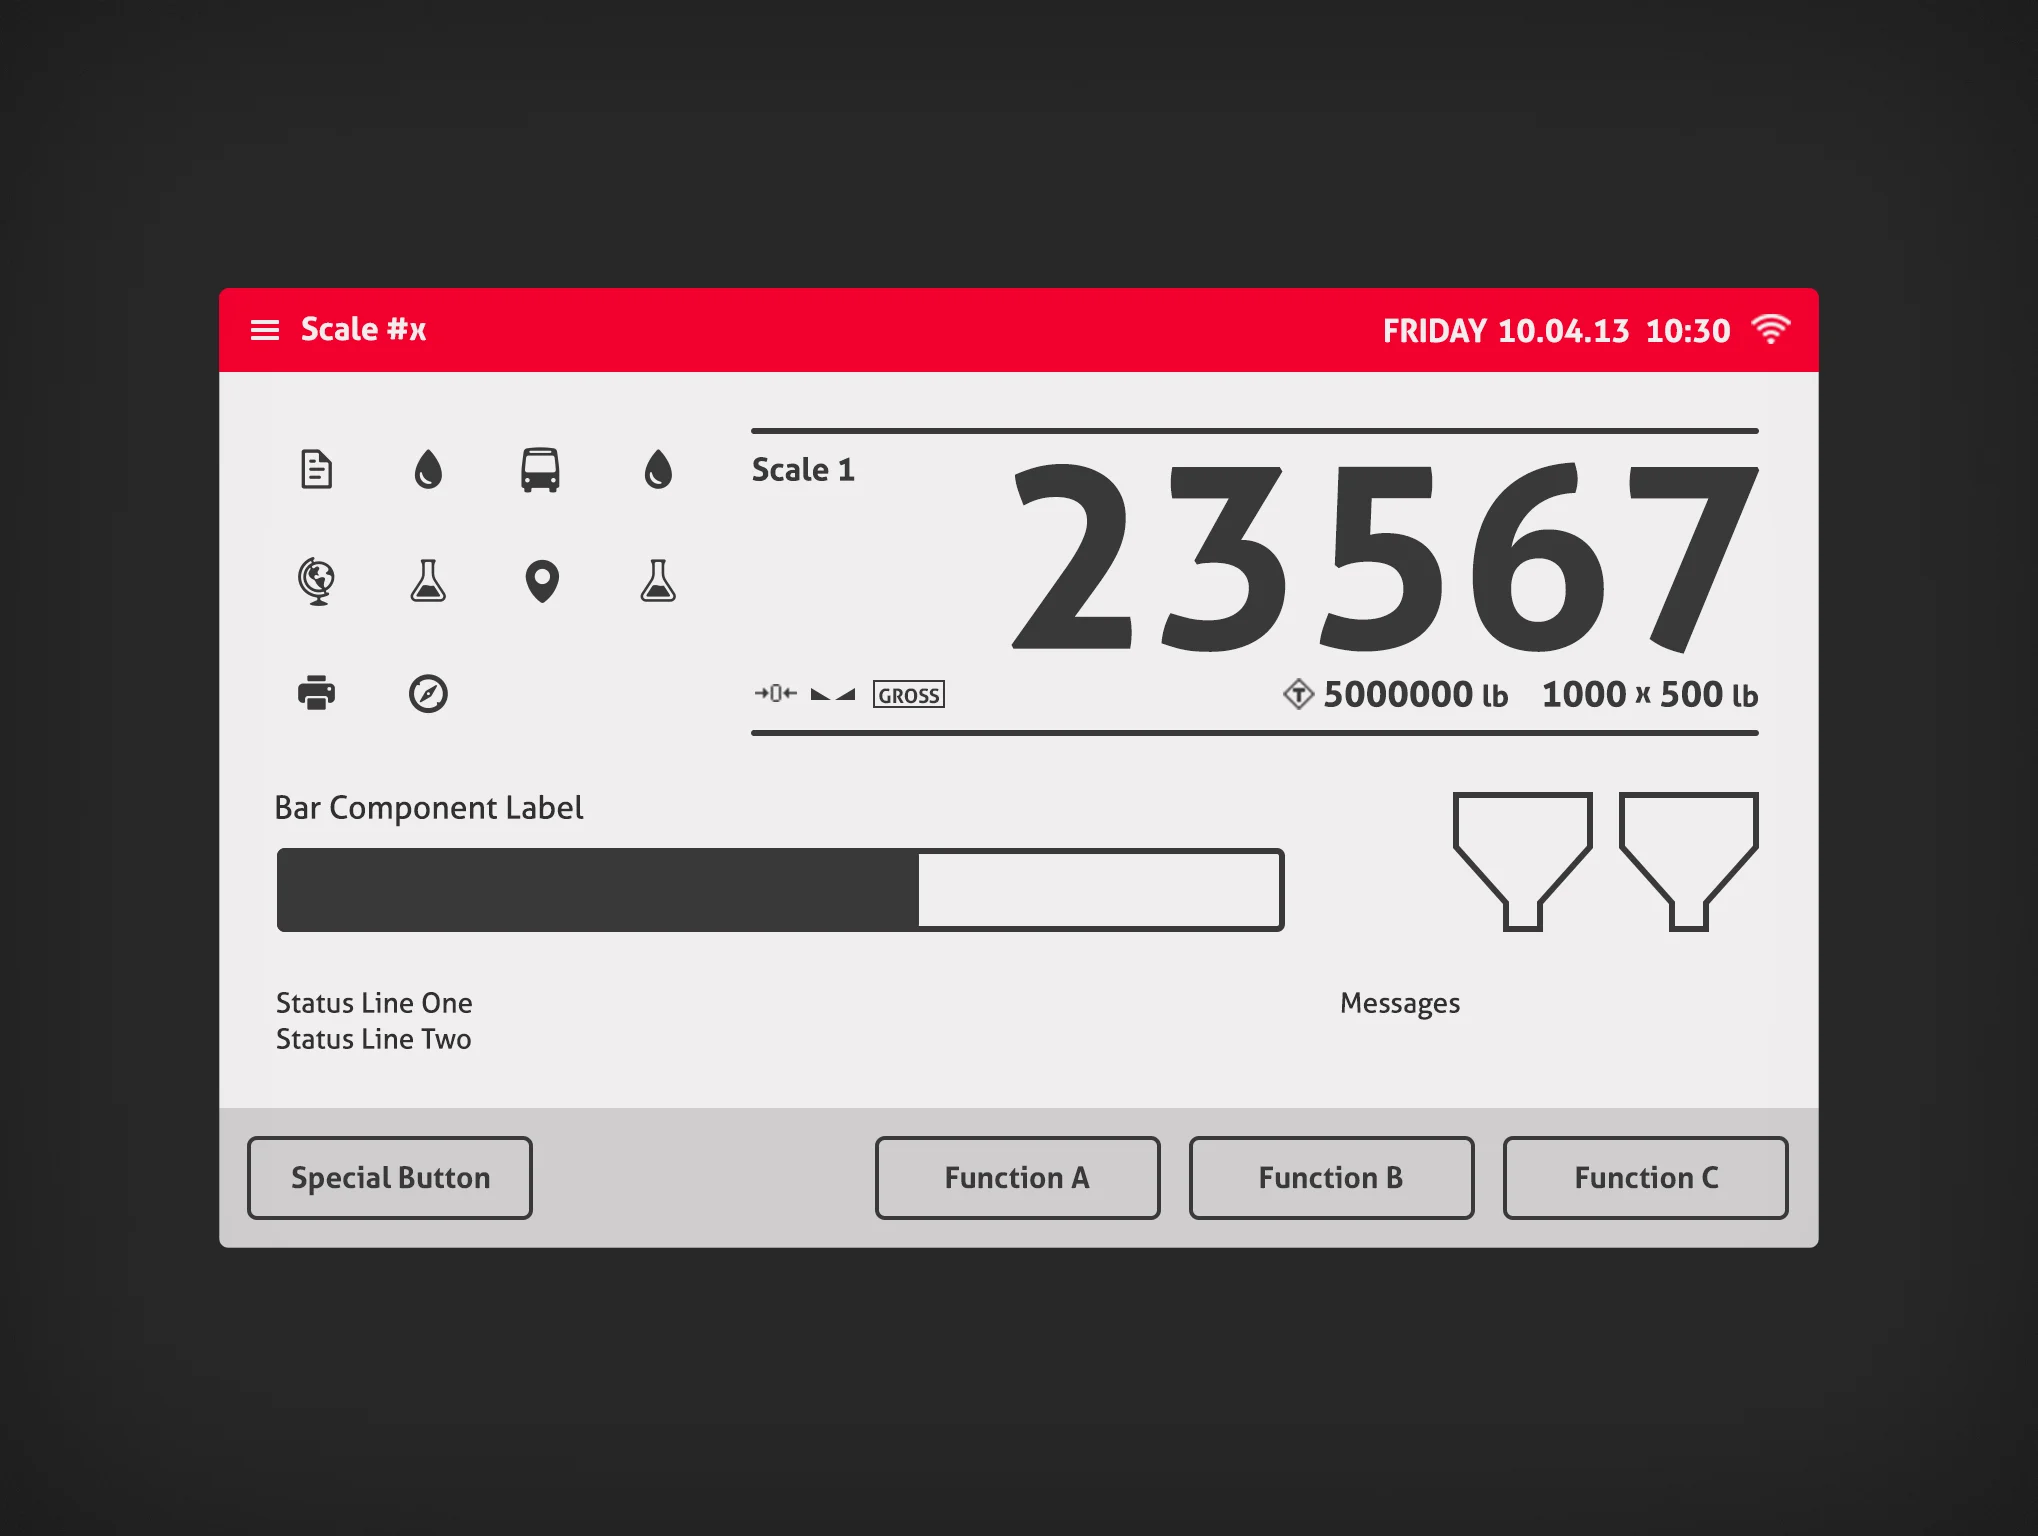 Scale #x
FRIDAY 10.04.13 10:30
Scale 1
23567
→0← GROSS
T 5000000 lb 1000 x 500 lb
Bar Component Label
Status Line One
Status Line Two
Messages
Special Button
Function A
Function B
Function C